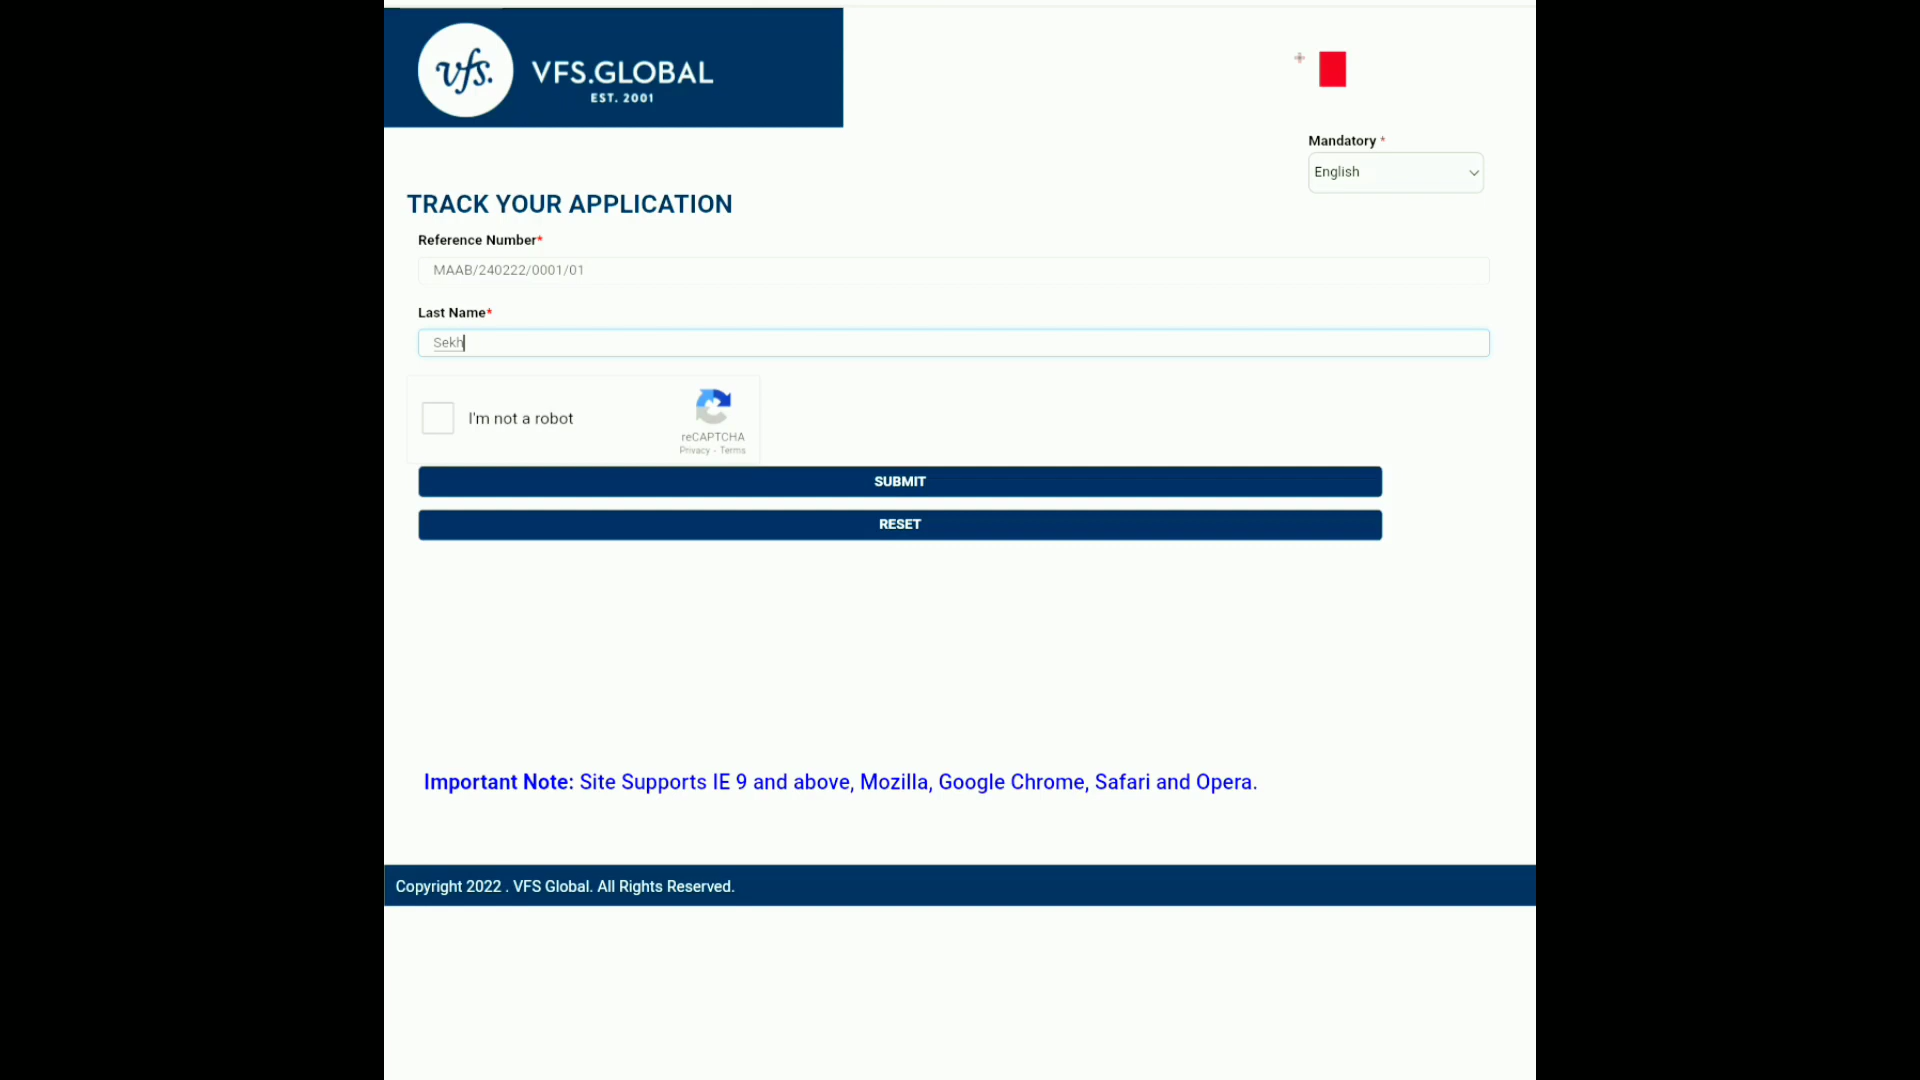 vfs.
VFS.GLOBAL
EST. 2001
Mandatory *
English
TRACK YOUR APPLICATION
Reference Number*
MAAB/240222/0001/01
Last Name*
Sekh
I'm not a robot
reCAPTCHA
Privacy - Terms
SUBMIT
RESET
Important Note: Site Supports IE 9 and above, Mozilla, Google Chrome, Safari and Opera.
Copyright 2022 . VFS Global. All Rights Reserved.